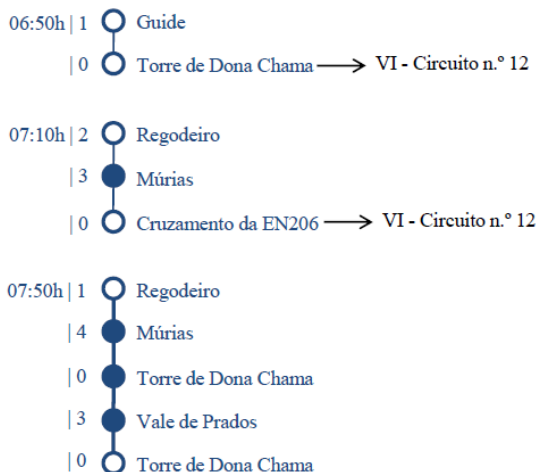 06:50h | 1 Guide
| 0 Torre de Dona Chama VI - Circuito n.º 12
07:10h | 2 Regodeiro
| 3 Múrias
| 0 Cruzamento da EN206 VI - Circuito n.º 12
07:50h | 1 Regodeiro
| 4 Múrias
| 0 Torre de Dona Chama
| 3 Vale de Prados
| 0 Torre de Dona Chama